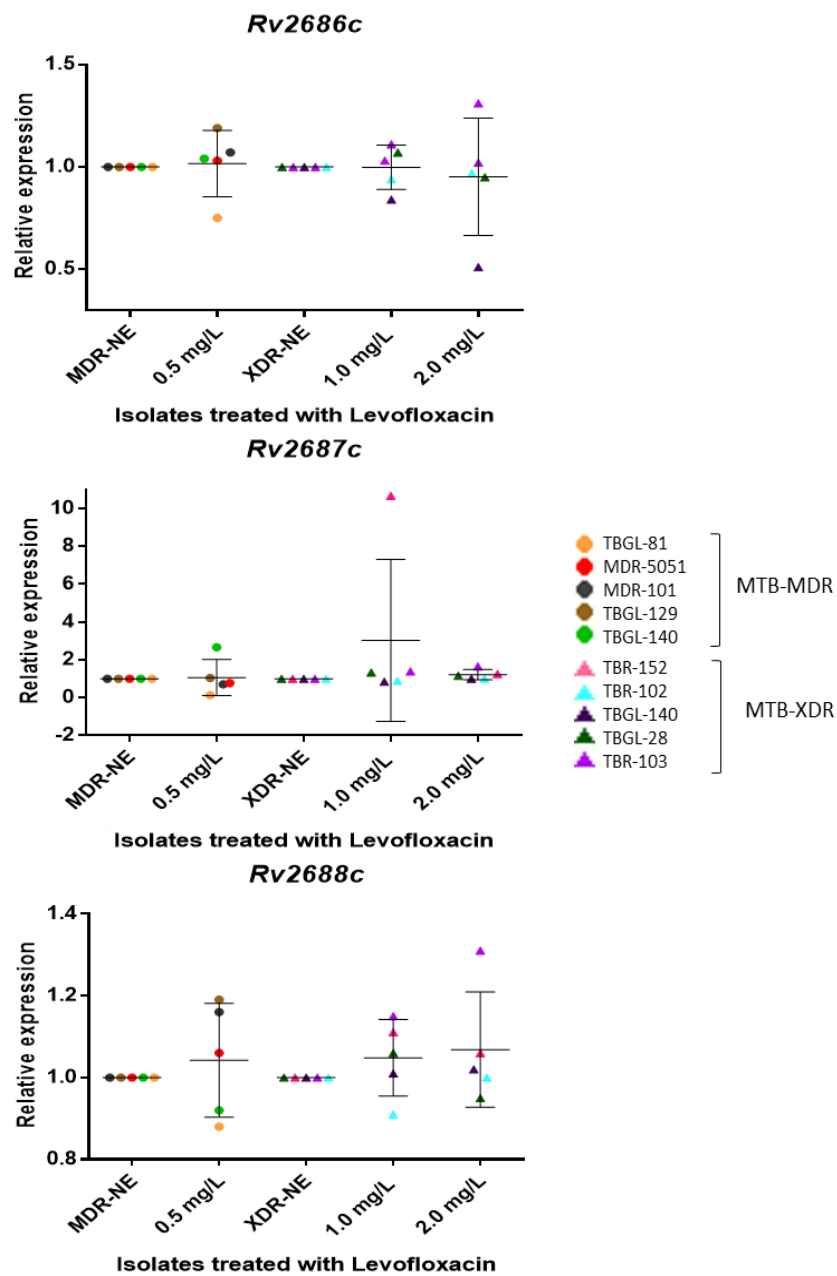 Rv2686c
Relative expression
1.5
1.0
0.5
MDR-NE
0.5 mg/L
XDR-NE
1.0 mg/L
2.0 mg/L
Isolates treated with Levofloxacin
Rv2687c
Relative expression
10
8
6
4
2
0
-2
MDR-NE
0.5 mg/L
XDR-NE
1.0 mg/L
2.0 mg/L
Isolates treated with Levofloxacin
TBGL-81
MDR-5051
MDR-101
TBGL-129
TBGL-140
MTB-MDR
TBR-152
TBR-102
TBGL-140
TBGL-28
TBR-103
MTB-XDR
Rv2688c
Relative expression
1.4
1.2
1.0
0.8
MDR-NE
0.5 mg/L
XDR-NE
1.0 mg/L
2.0 mg/L
Isolates treated with Levofloxacin